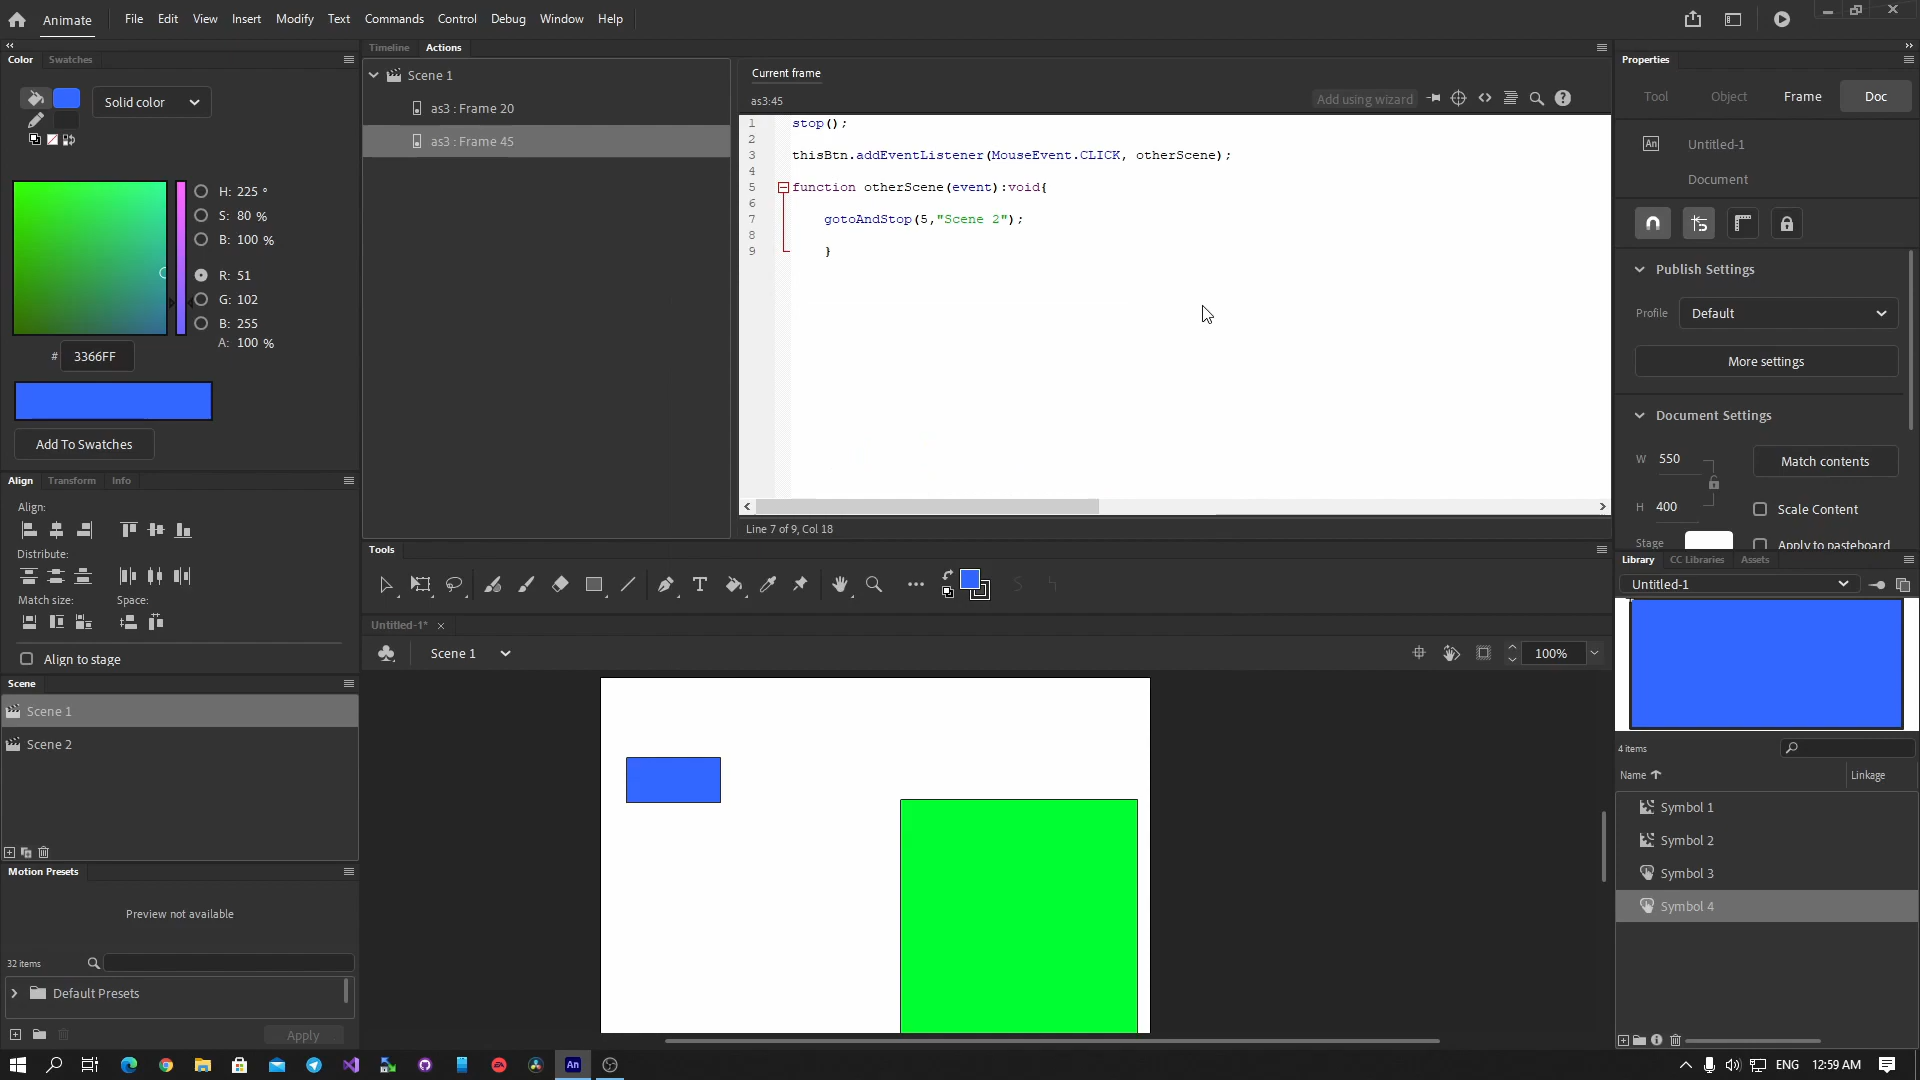 Animate File Edit View Insert Modify Text Commands Control Debug Window Help
Color Swatches
Solid color
H: 225 °
S: 80 %
B: 100 %
R: 51
G: 102
B: 255
A: 100 %
# 3366FF
Add To Swatches
Align Transform Info
Align:
Distribute:
Match size: Space:
Align to stage
Scene
Scene 1
Scene 2
Motion Presets
Preview not available
32 items
Default Presets
Apply
Timeline Actions
Scene 1
as3 : Frame 20
as3 : Frame 45
Current frame
as3:45
Add using wizard
1 stop();
2
3 thisBtn.addEventListener(MouseEvent.CLICK, otherScene);
4
5 function otherScene(event):void{
6
7 gotoAndStop(5,"Scene 2");
8
9 }
Line 7 of 9, Col 18
Tools
Untitled-1*
Scene 1
100%
Properties
Tool Object Frame Doc
An Untitled-1
Document
Publish Settings
Profile Default
More settings
Document Settings
W 550 Match contents
H 400 Scale Content
Stage Apply to pasteboard
Library CC Libraries Assets
Untitled-1
4 items
Name Linkage
Symbol 1
Symbol 2
Symbol 3
Symbol 4
An
ENG 12:59 AM